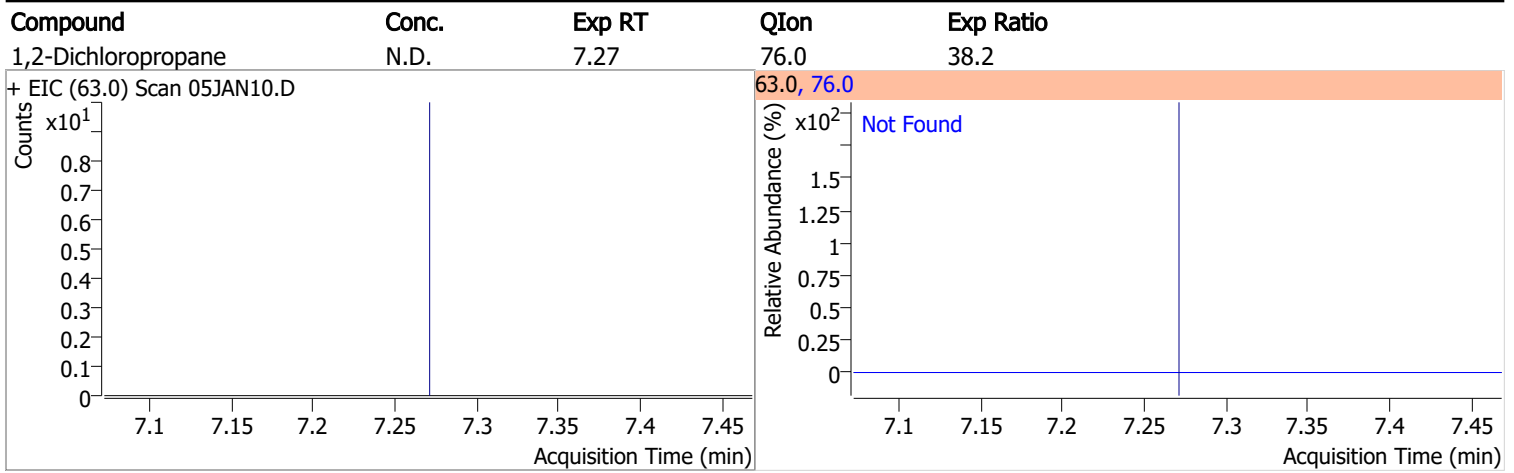 Compound Conc. Exp RT QIon Exp Ratio
1,2-Dichloropropane N.D. 7.27 76.0 38.2
+ EIC (63.0) Scan 05JAN10.D
Counts
x10¹
0.8
0.7
0.6
0.5
0.4
0.3
0.2
0.1
0
7.1 7.15 7.2 7.25 7.3 7.35 7.4 7.45
Acquisition Time (min)
63.0, 76.0
Relative Abundance (%)
x10²
Not Found
1.5
1.25
1
0.75
0.5
0.25
0
7.1 7.15 7.2 7.25 7.3 7.35 7.4 7.45
Acquisition Time (min)